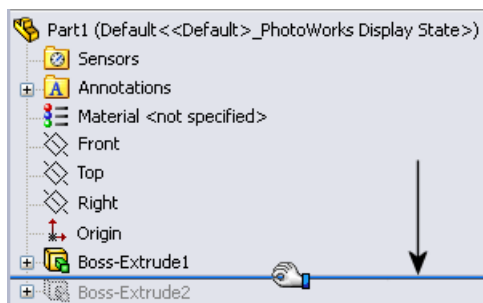 Part1 (Default<<Default>_PhotoWorks Display State>)
Sensors
Annotations
Material <not specified>
Front
Top
Right
Origin
Boss-Extrude1
Boss-Extrude2